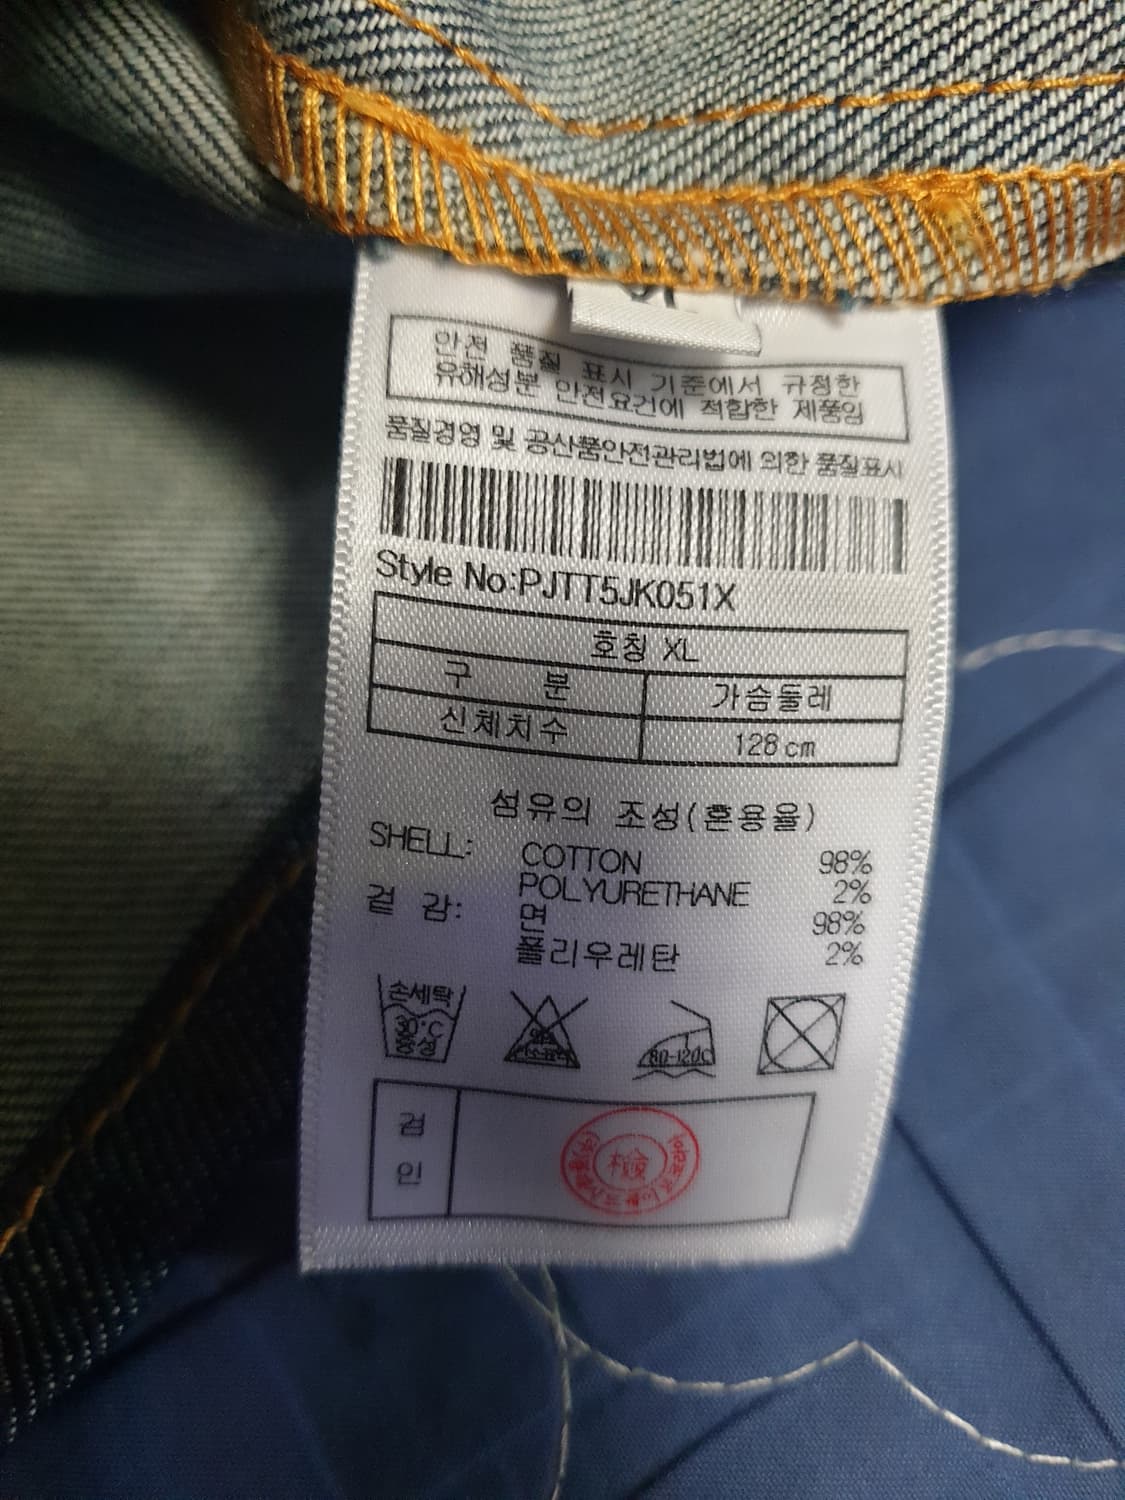 안전 품질 표시 기준에서 규정한
유해성분 안전요건에 적합한 제품임
품질경영 및 공산품안전관리법에 의한 품질표시
Style No:PJTT5JK051X
호칭 XL
구 분 가슴둘레
신체치수 128cm
섬유의 조성(혼용율)
SHELL: COTTON 98%
POLYURETHANE 2%
겉 감: 면 98%
폴리우레탄 2%
손세탁
30°C
중성
80-120C
검
인
檢